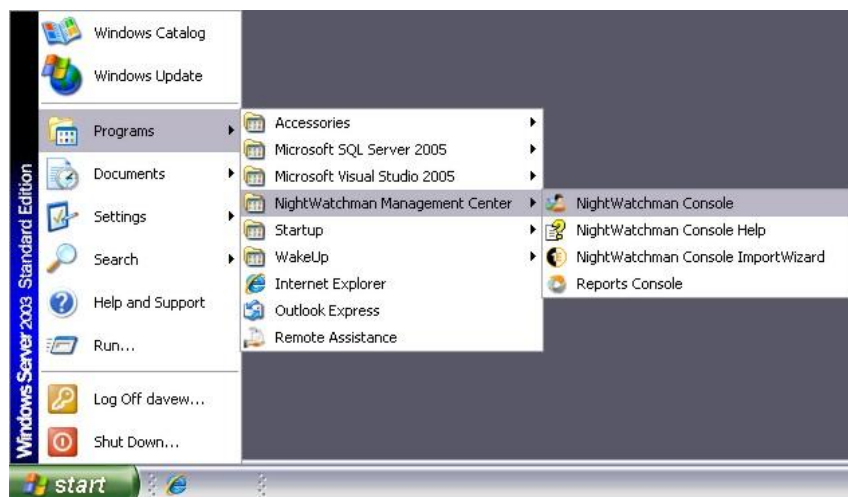 Windows Catalog
Windows Update
Programs
Documents
Settings
Search
Help and Support
Run...
Log Off davew...
Shut Down...
Windows Server 2003 Standard Edition
Accessories
Microsoft SQL Server 2005
Microsoft Visual Studio 2005
NightWatchman Management Center
Startup
WakeUp
Internet Explorer
Outlook Express
Remote Assistance
NightWatchman Console
NightWatchman Console Help
NightWatchman Console ImportWizard
Reports Console
start